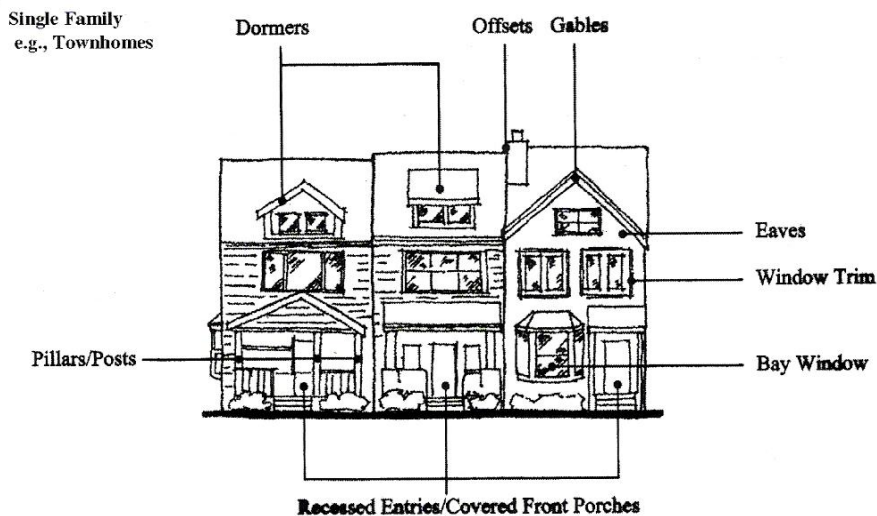 Single Family
e.g., Townhomes
Dormers
Offsets
Gables
Eaves
Window Trim
Pillars/Posts
Bay Window
Recessed Entries/Covered Front Porches